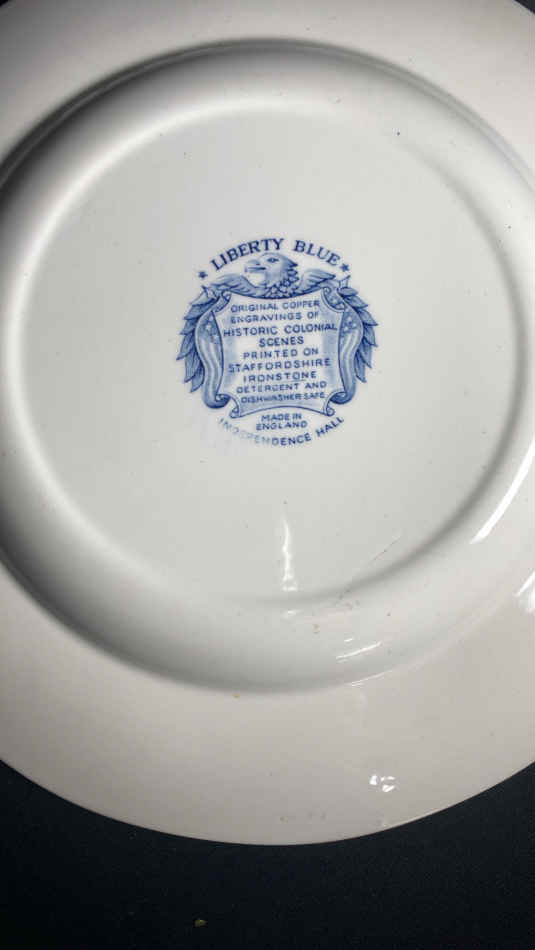 ★ LIBERTY BLUE ★
ORIGINAL COPPER
ENGRAVINGS OF
HISTORIC COLONIAL
SCENES
PRINTED ON
STAFFORDSHIRE
IRONSTONE
DETERGENT AND
DISHWASHER SAFE
MADE IN
ENGLAND
INDEPENDENCE HALL